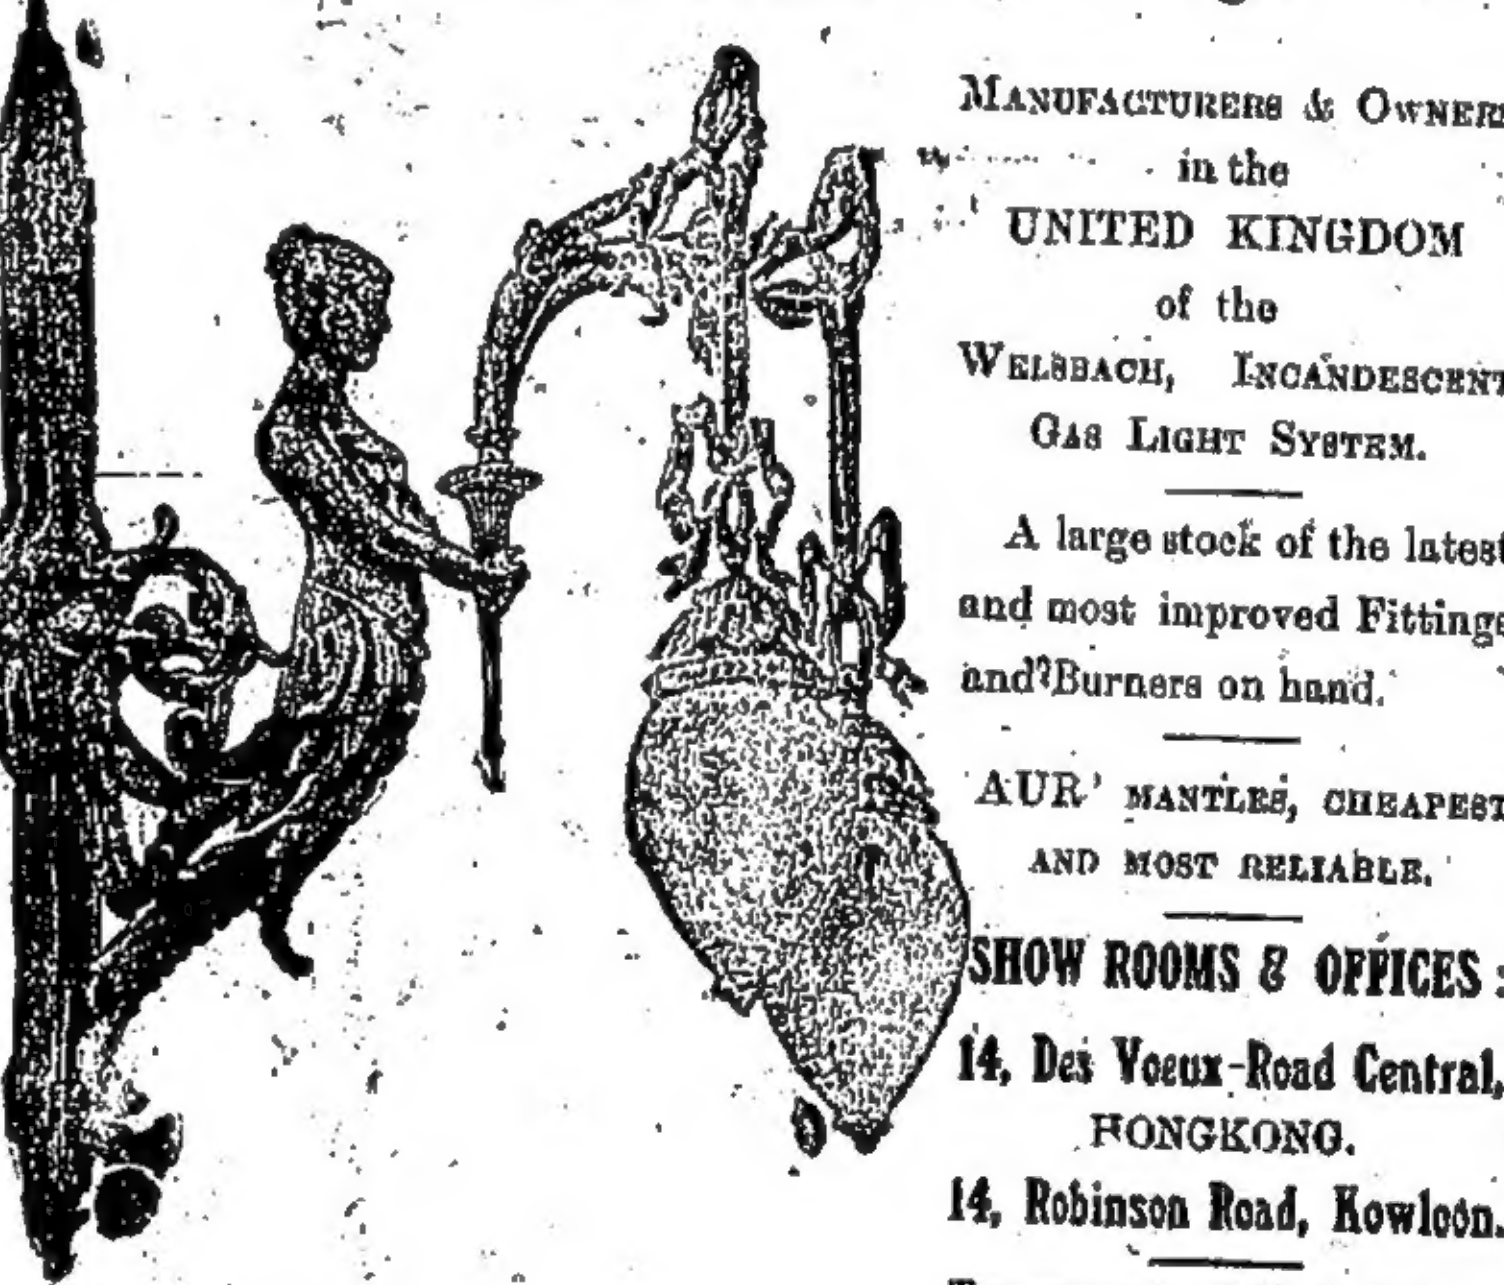 MANUFACTURERS & OWNER
in the
UNITED KINGDOM
of the
WELSBACH, INCANDESCENT
GAS LIGHT SYSTEM.
A large stock of the latest
and most improved Fittings
and Burners on hand.
'AUR' MANTLES, CHEAPEST
AND MOST RELIABLE.
SHOW ROOMS & OFFICES:
14, Des Voeux-Road Central,
HONGKONG.
14, Robinson Road, Kowloon.